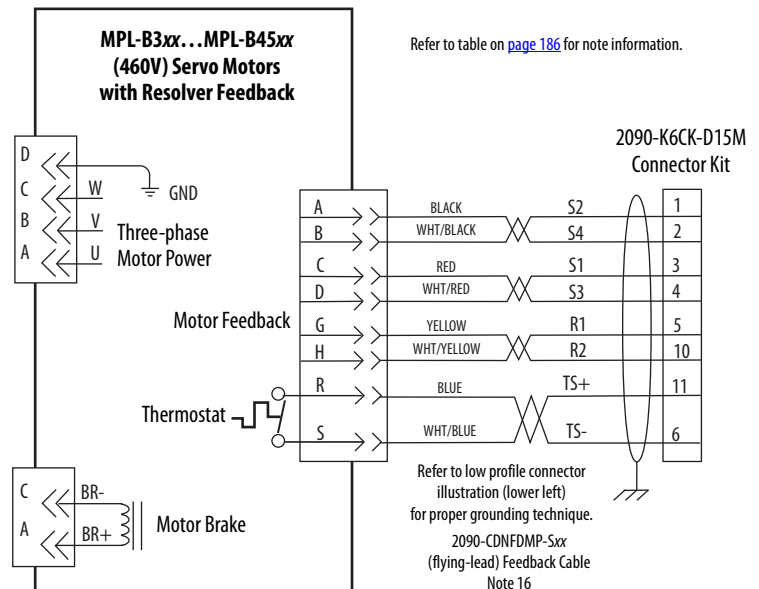 MPL-B3xx…MPL-B45xx
(460V) Servo Motors
with Resolver Feedback
Refer to table on page 186 for note information.
2090-K6CK-D15M
Connector Kit
D
C W GND
B V Three-phase
A U Motor Power
Motor Feedback
A BLACK S2 1
B WHT/BLACK S4 2
C RED S1 3
D WHT/RED S3 4
G YELLOW R1 5
H WHT/YELLOW R2 10
R BLUE TS+ 11
Thermostat
S WHT/BLUE TS- 6
Refer to low profile connector
illustration (lower left)
for proper grounding technique.
2090-CDNFDMP-Sxx
(flying-lead) Feedback Cable
Note 16
C BR-
A BR+ Motor Brake